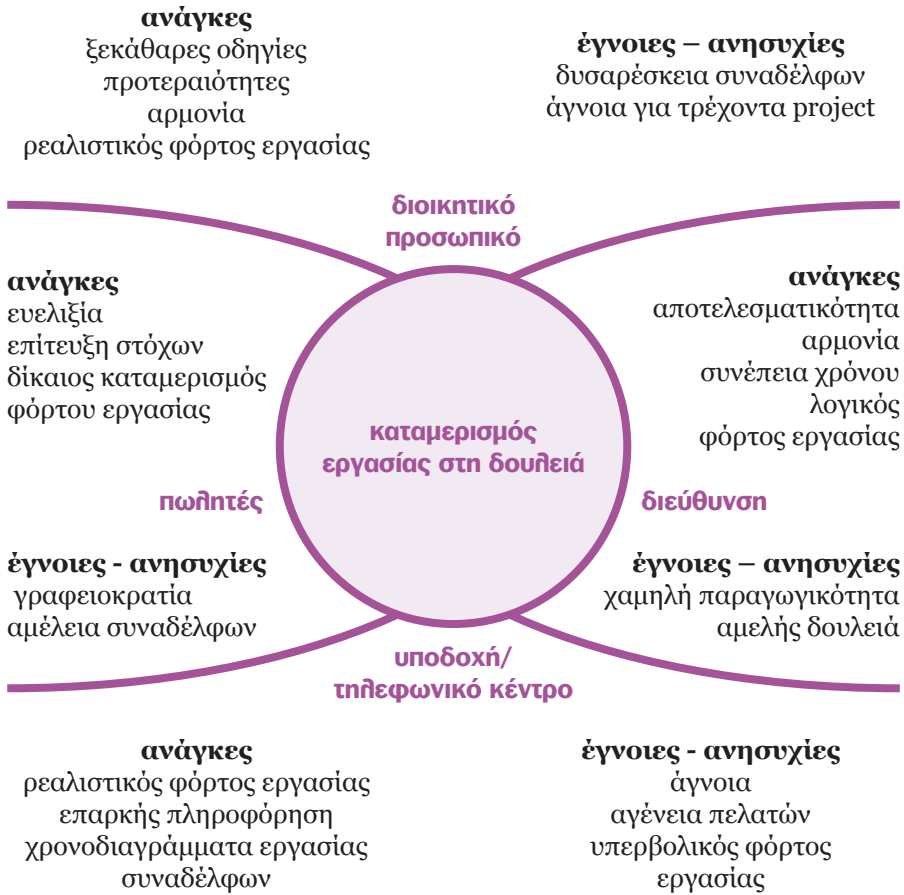 ανάγκες
ξεκάθαρες οδηγίες
προτεραιότητες
αρμονία
ρεαλιστικός φόρτος εργασίας
έγνοιες – ανησυχίες
δυσαρέσκεια συναδέλφων
άγνοια για τρέχοντα project
διοικητικό
προσωπικό
ανάγκες
ευελιξία
επίτευξη στόχων
δίκαιος καταμερισμός
φόρτου εργασίας
ανάγκες
αποτελεσματικότητα
αρμονία
συνέπεια χρόνου
λογικός
φόρτος εργασίας
καταμερισμός
εργασίας στη δουλειά
πωλητές
διεύθυνση
έγνοιες - ανησυχίες
γραφειοκρατία
αμέλεια συναδέλφων
έγνοιες – ανησυχίες
χαμηλή παραγωγικότητα
αμελής δουλειά
υποδοχή/
τηλεφωνικό κέντρο
ανάγκες
ρεαλιστικός φόρτος εργασίας
επαρκής πληροφόρηση
χρονοδιαγράμματα εργασίας
συναδέλφων
έγνοιες - ανησυχίες
άγνοια
αγένεια πελατών
υπερβολικός φόρτος
εργασίας